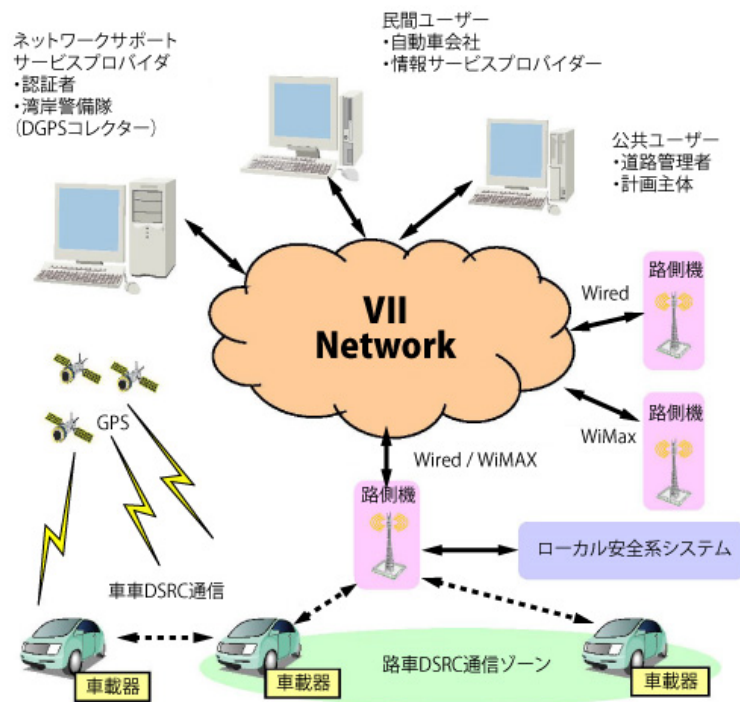 ネットワークサポート
サービスプロバイダ
・認証者
・湾岸警備隊
(DGPSコレクター)
民間ユーザー
・自動車会社
・情報サービスプロバイダー
公共ユーザー
・道路管理者
・計画主体
VII
Network
Wired
路側機
WiMax
路側機
GPS
Wired / WiMAX
路側機
ローカル安全系システム
車車DSRC通信
路車DSRC通信ゾーン
車載器
車載器
車載器